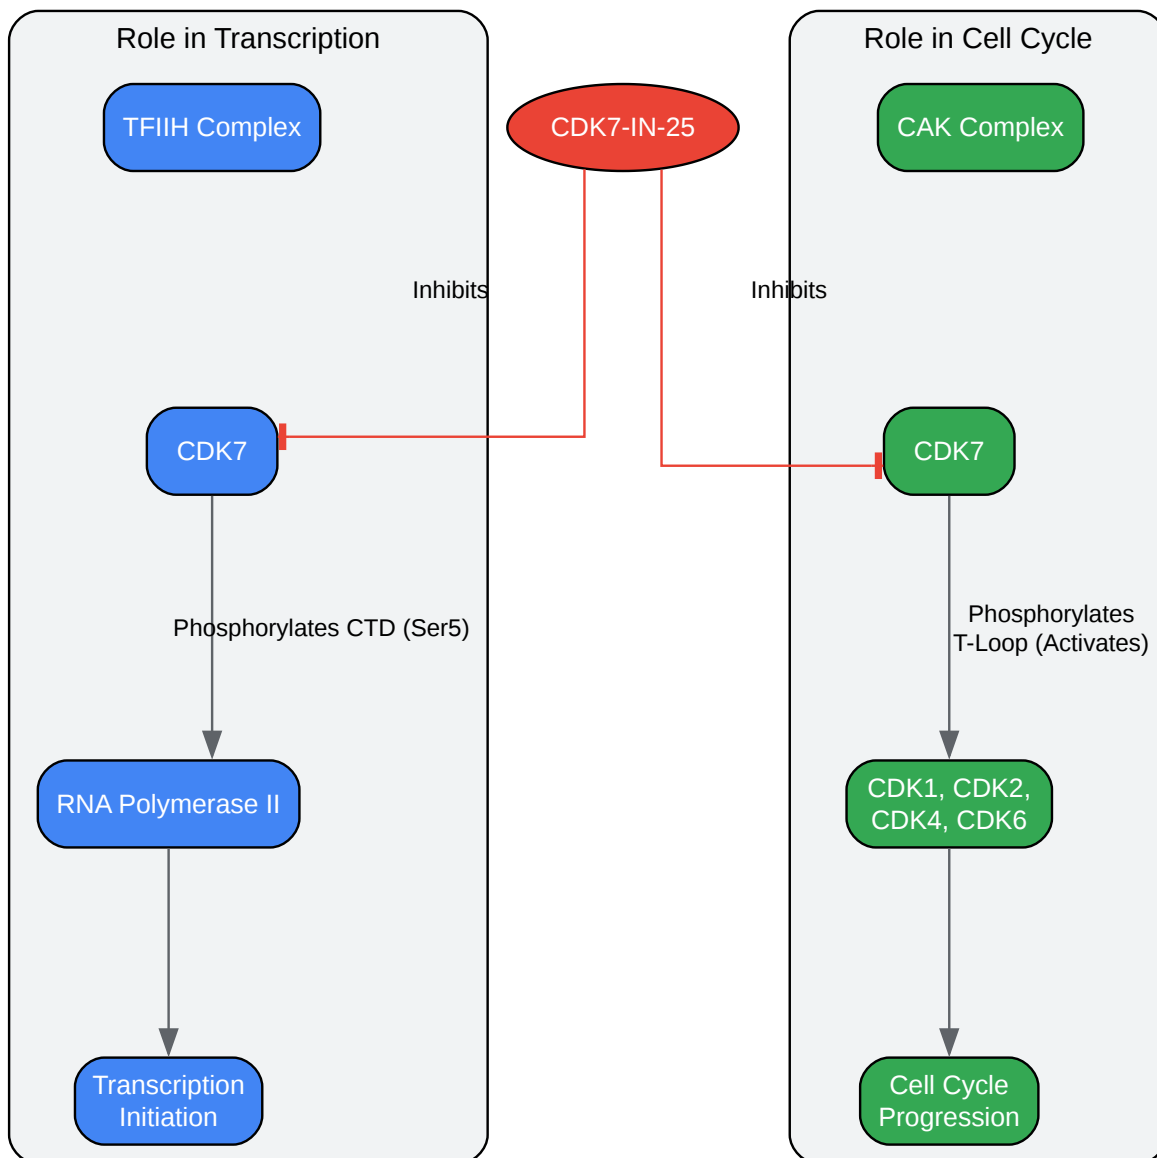 Role in Transcription
TFIIH Complex
CDK7-IN-25
Role in Cell Cycle
CAK Complex
Inhibits
Inhibits
CDK7
CDK7
Phosphorylates CTD (Ser5)
Phosphorylates
T-Loop (Activates)
RNA Polymerase II
CDK1, CDK2,
CDK4, CDK6
Transcription
Initiation
Cell Cycle
Progression